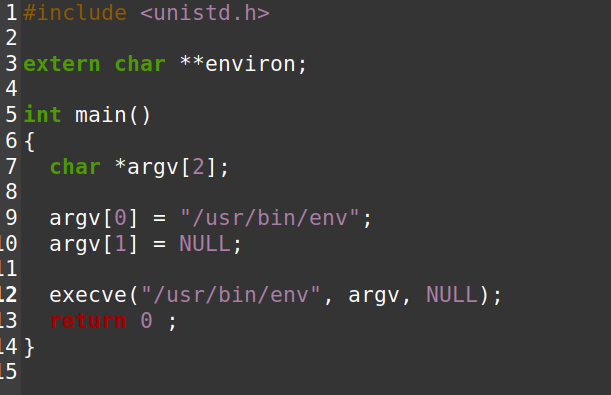 1 #include <unistd.h>
2
3 extern char **environ;
4
5 int main()
6 {
7   char *argv[2];
8
9   argv[0] = "/usr/bin/env";
10   argv[1] = NULL;
11
12   execve("/usr/bin/env", argv, NULL);
13   return 0 ;
14 }
15